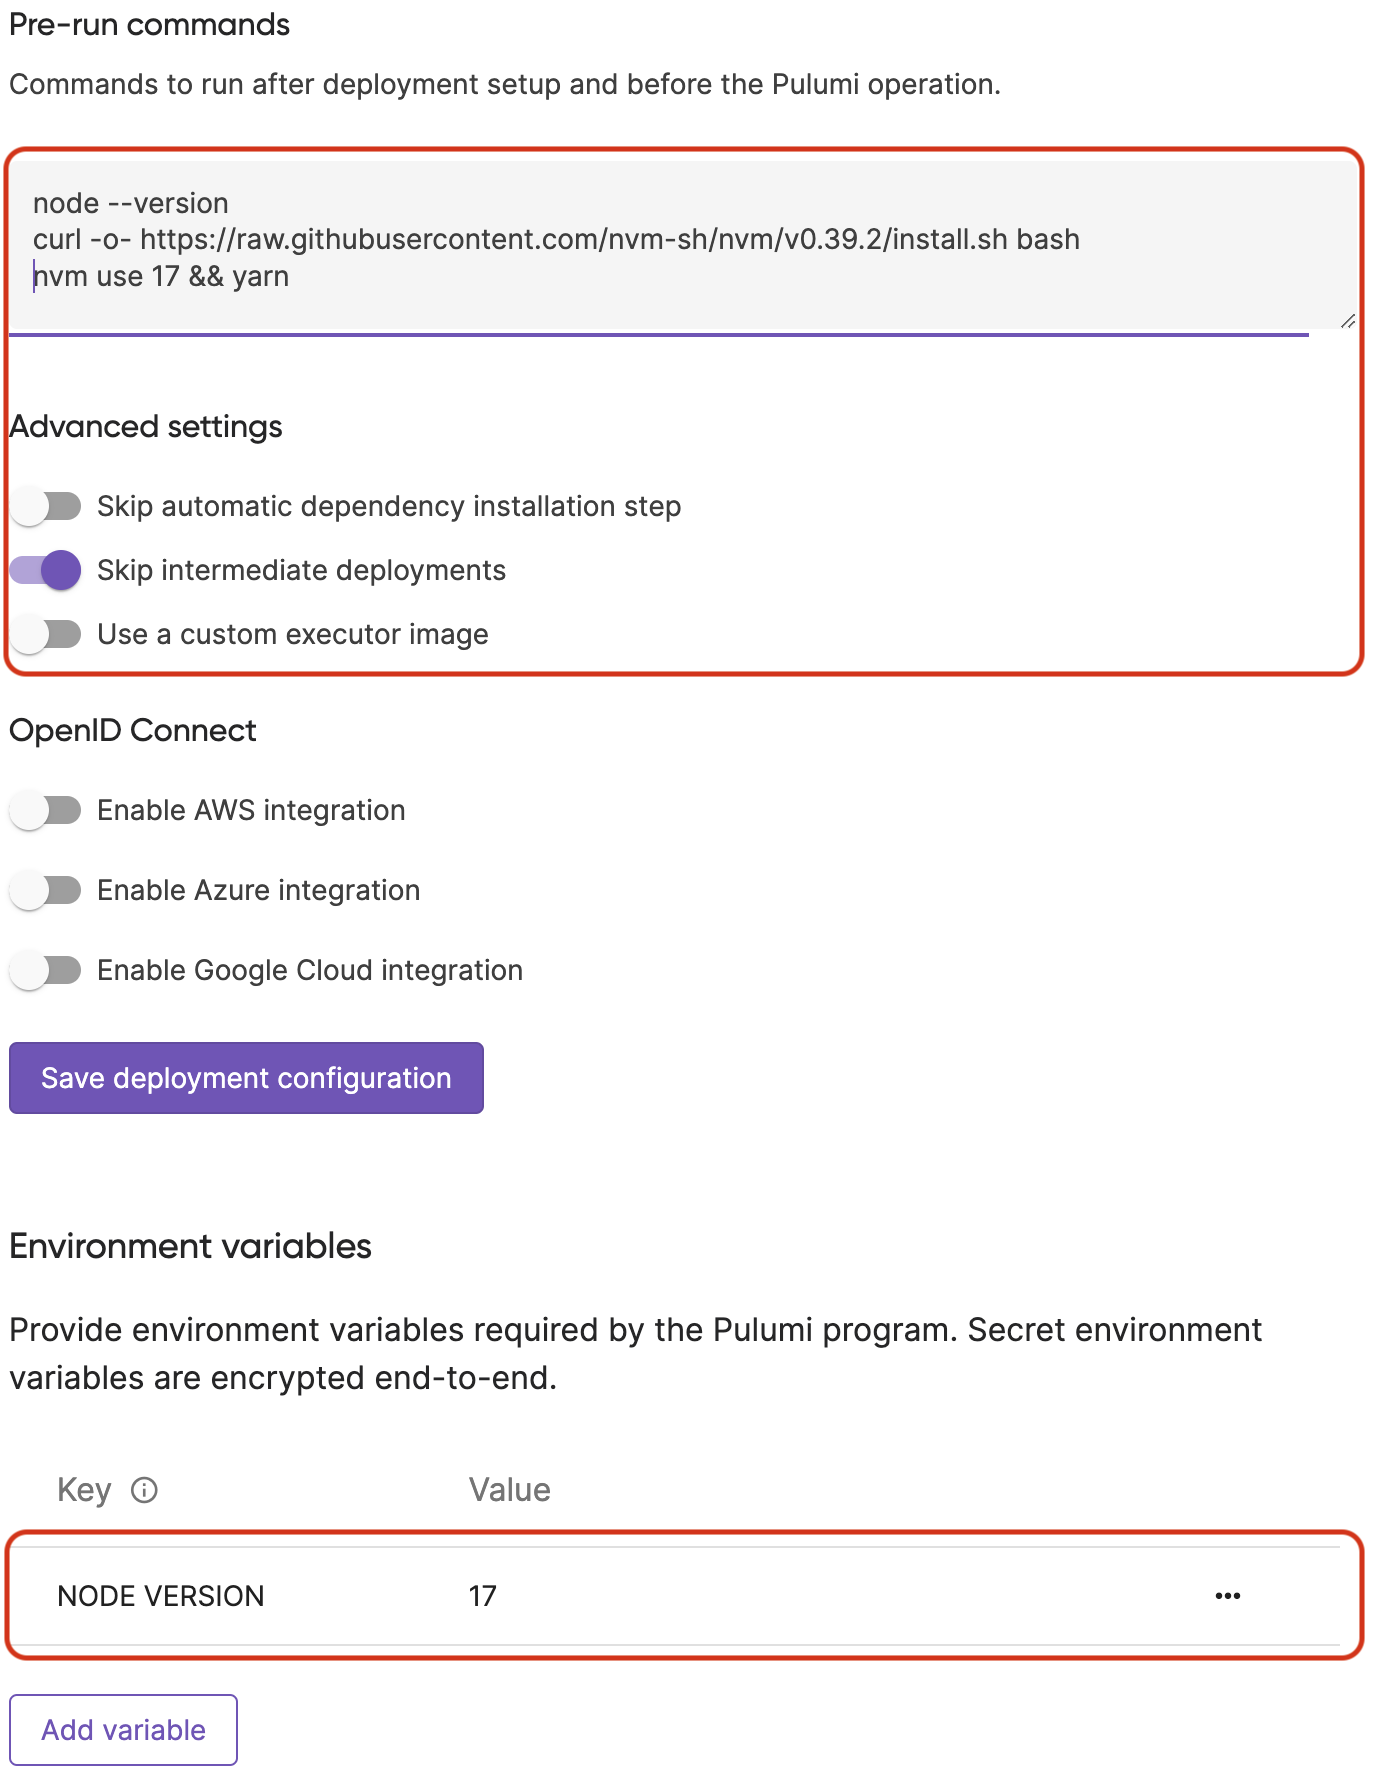 Pre-run commands
Commands to run after deployment setup and before the Pulumi operation.
node --version
curl -o- https://raw.githubusercontent.com/nvm-sh/nvm/v0.39.2/install.sh bash
nvm use 17 && yarn
Advanced settings
Skip automatic dependency installation step
Skip intermediate deployments
Use a custom executor image
OpenID Connect
Enable AWS integration
Enable Azure integration
Enable Google Cloud integration
Save deployment configuration
Environment variables
Provide environment variables required by the Pulumi program. Secret environment
variables are encrypted end-to-end.
Key Value
NODE VERSION 17
Add variable